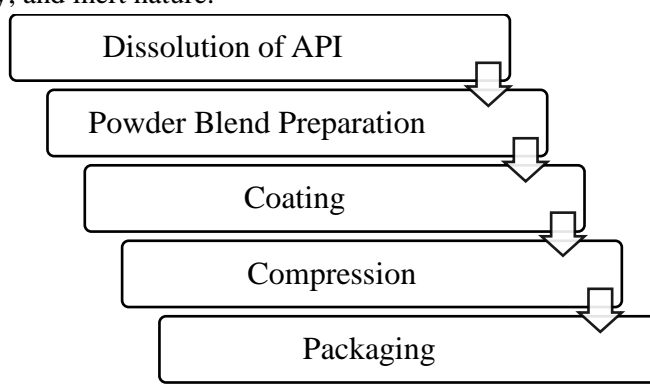 and inert nature.
Dissolution of API
Powder Blend Preparation
Coating
Compression
Packaging